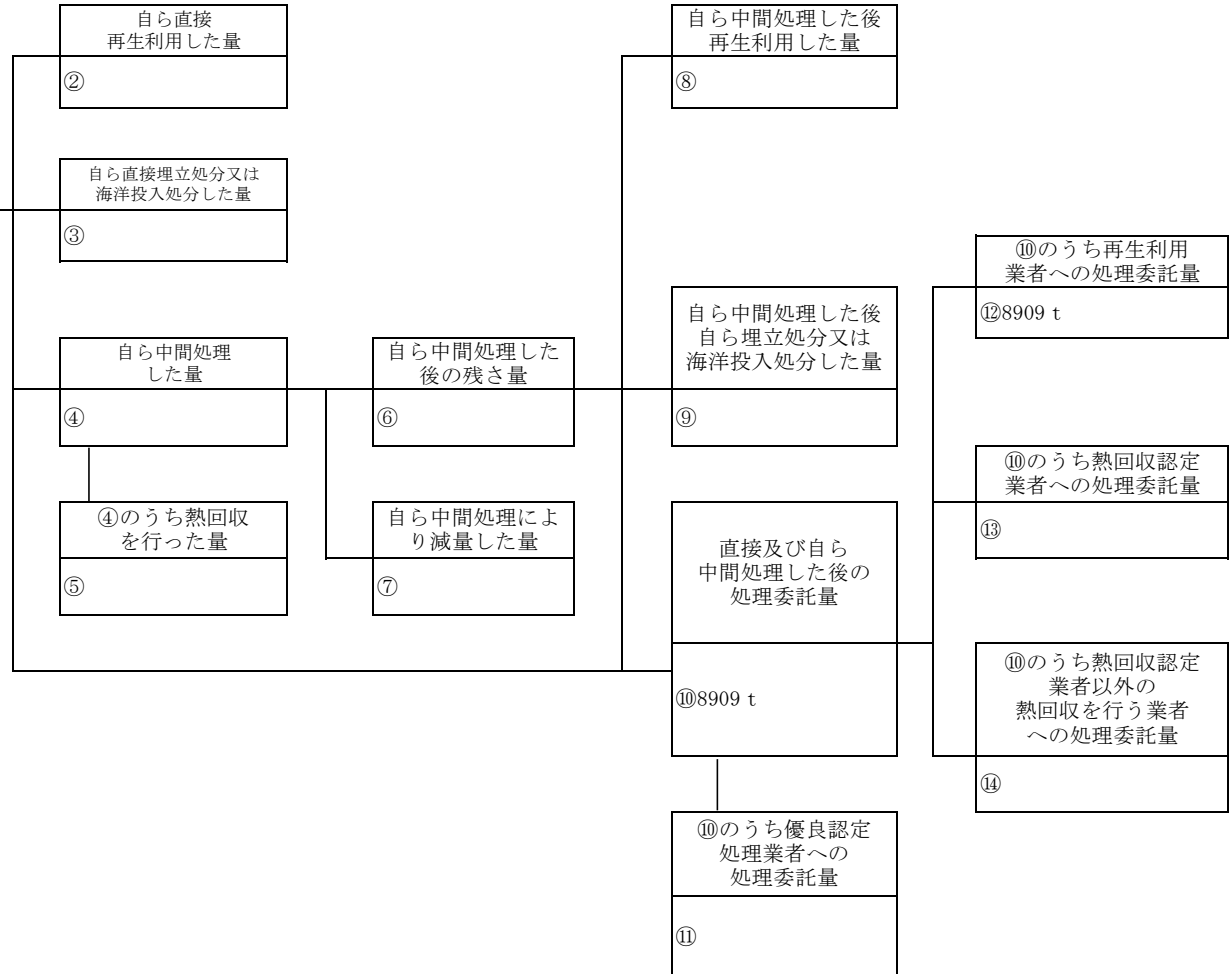 自ら直接
再生利用した量
②
自ら中間処理した後
再生利用した量
⑧
自ら直接埋立処分又は
海洋投入処分した量
③
⑩のうち再生利用
業者への処理委託量
⑫8909 t
自ら中間処理
した量
④
自ら中間処理した
後の残さ量
⑥
自ら中間処理した後
自ら埋立処分又は
海洋投入処分した量
⑨
⑩のうち熱回収認定
業者への処理委託量
⑬
④のうち熱回収
を行った量
⑤
自ら中間処理によ
り減量した量
⑦
直接及び自ら
中間処理した後の
処理委託量
⑩8909 t
⑩のうち熱回収認定
業者以外の
熱回収を行う業者
への処理委託量
⑭
⑩のうち優良認定
処理業者への
処理委託量
⑪